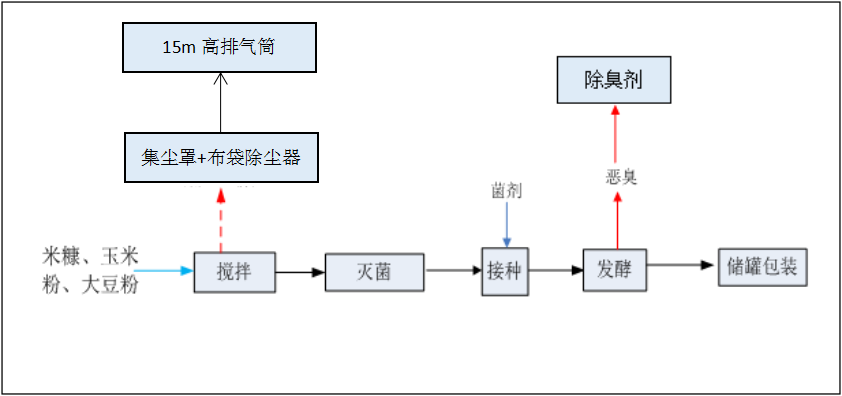 15m 高排气筒
除臭剂
集尘罩+布袋除尘器
恶臭
菌剂
米糠、玉米
粉、大豆粉
搅拌
灭菌
接种
发酵
储罐包装